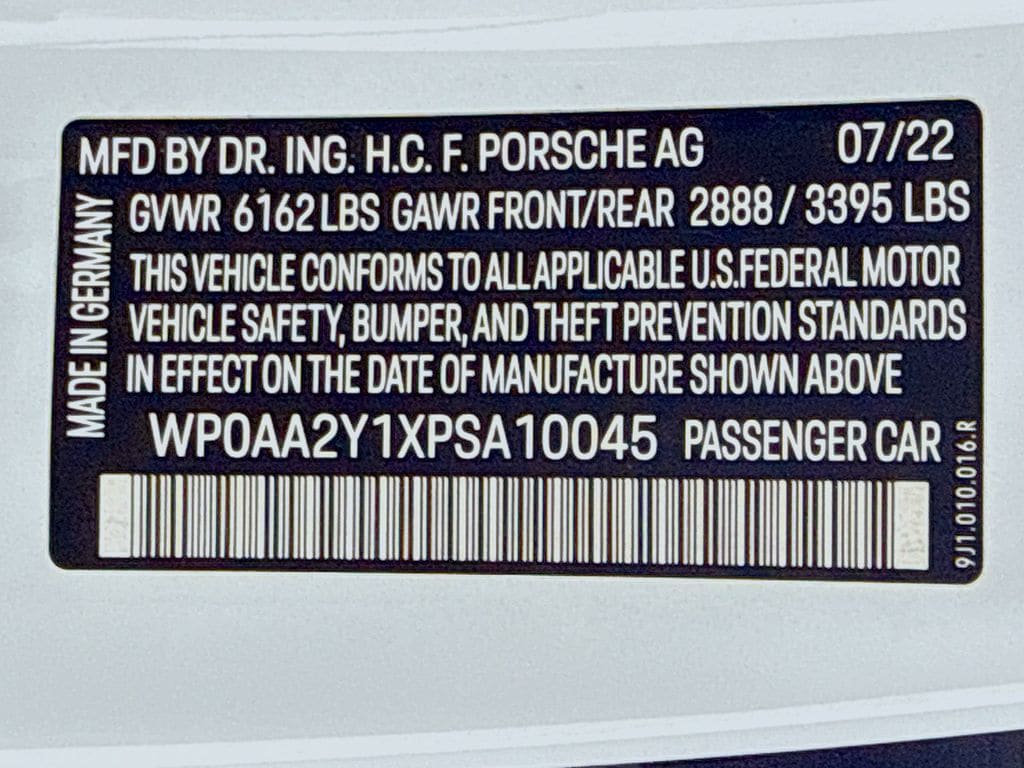 MFD BY DR. ING. H.C. F. PORSCHE AG 07/22
GVWR 6162 LBS GAWR FRONT/REAR 2888 / 3395 LBS
THIS VEHICLE CONFORMS TO ALL APPLICABLE U.S.FEDERAL MOTOR
VEHICLE SAFETY, BUMPER, AND THEFT PREVENTION STANDARDS
IN EFFECT ON THE DATE OF MANUFACTURE SHOWN ABOVE
WP0AA2Y1XPSA10045 PASSENGER CAR
MADE IN GERMANY
9J1.010.016.R